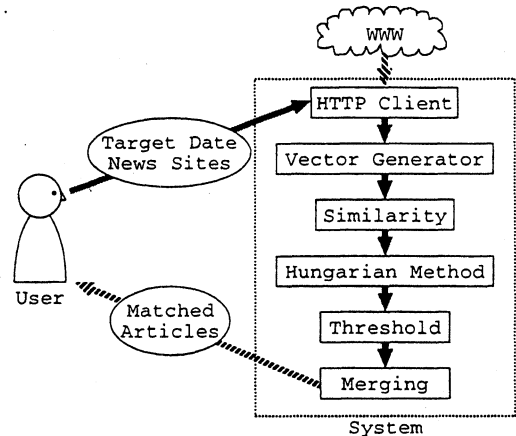 WWW
HTTP Client
Target Date
News Sites
Vector Generator
Similarity
Hungarian Method
User
Matched
Articles
Threshold
Merging
System